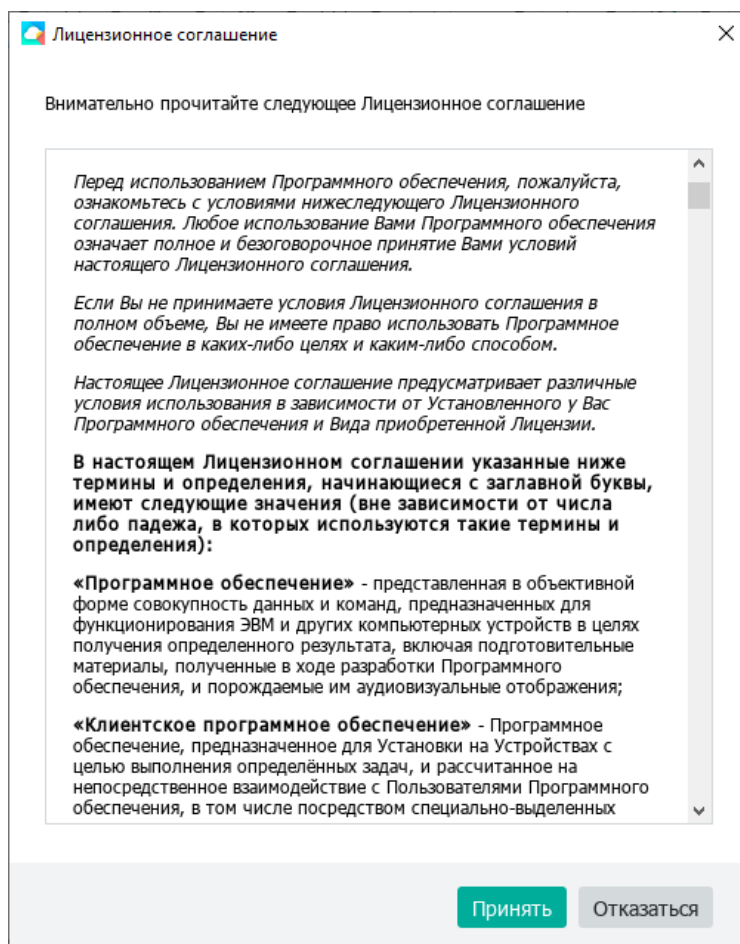 Лицензионное соглашение
Внимательно прочитайте следующее Лицензионное соглашение
Перед использованием Программного обеспечения, пожалуйста,
ознакомьтесь с условиями нижеследующего Лицензионного
соглашения. Любое использование Вами Программного обеспечения
означает полное и безоговорочное принятие Вами условий
настоящего Лицензионного соглашения.
Если Вы не принимаете условия Лицензионного соглашения в
полном объеме, Вы не имеете право использовать Программное
обеспечение в каких-либо целях и каким-либо способом.
Настоящее Лицензионное соглашение предусматривает различные
условия использования в зависимости от Установленного у Вас
Программного обеспечения и Вида приобретенной Лицензии.
В настоящем Лицензионном соглашении указанные ниже
термины и определения, начинающиеся с заглавной буквы,
имеют следующие значения (вне зависимости от числа
либо падежа, в которых используются такие термины и
определения):
«Программное обеспечение» - представленная в объективной
форме совокупность данных и команд, предназначенных для
функционирования ЭВМ и других компьютерных устройств в целях
получения определенного результата, включая подготовительные
материалы, полученные в ходе разработки Программного
обеспечения, и порождаемые им аудиовизуальные отображения;
«Клиентское программное обеспечение» - Программное
обеспечение, предназначенное для Установки на Устройствах с
целью выполнения определённых задач, и рассчитанное на
непосредственное взаимодействие с Пользователями Программного
обеспечения, в том числе посредством специально-выделенных
Принять Отказаться